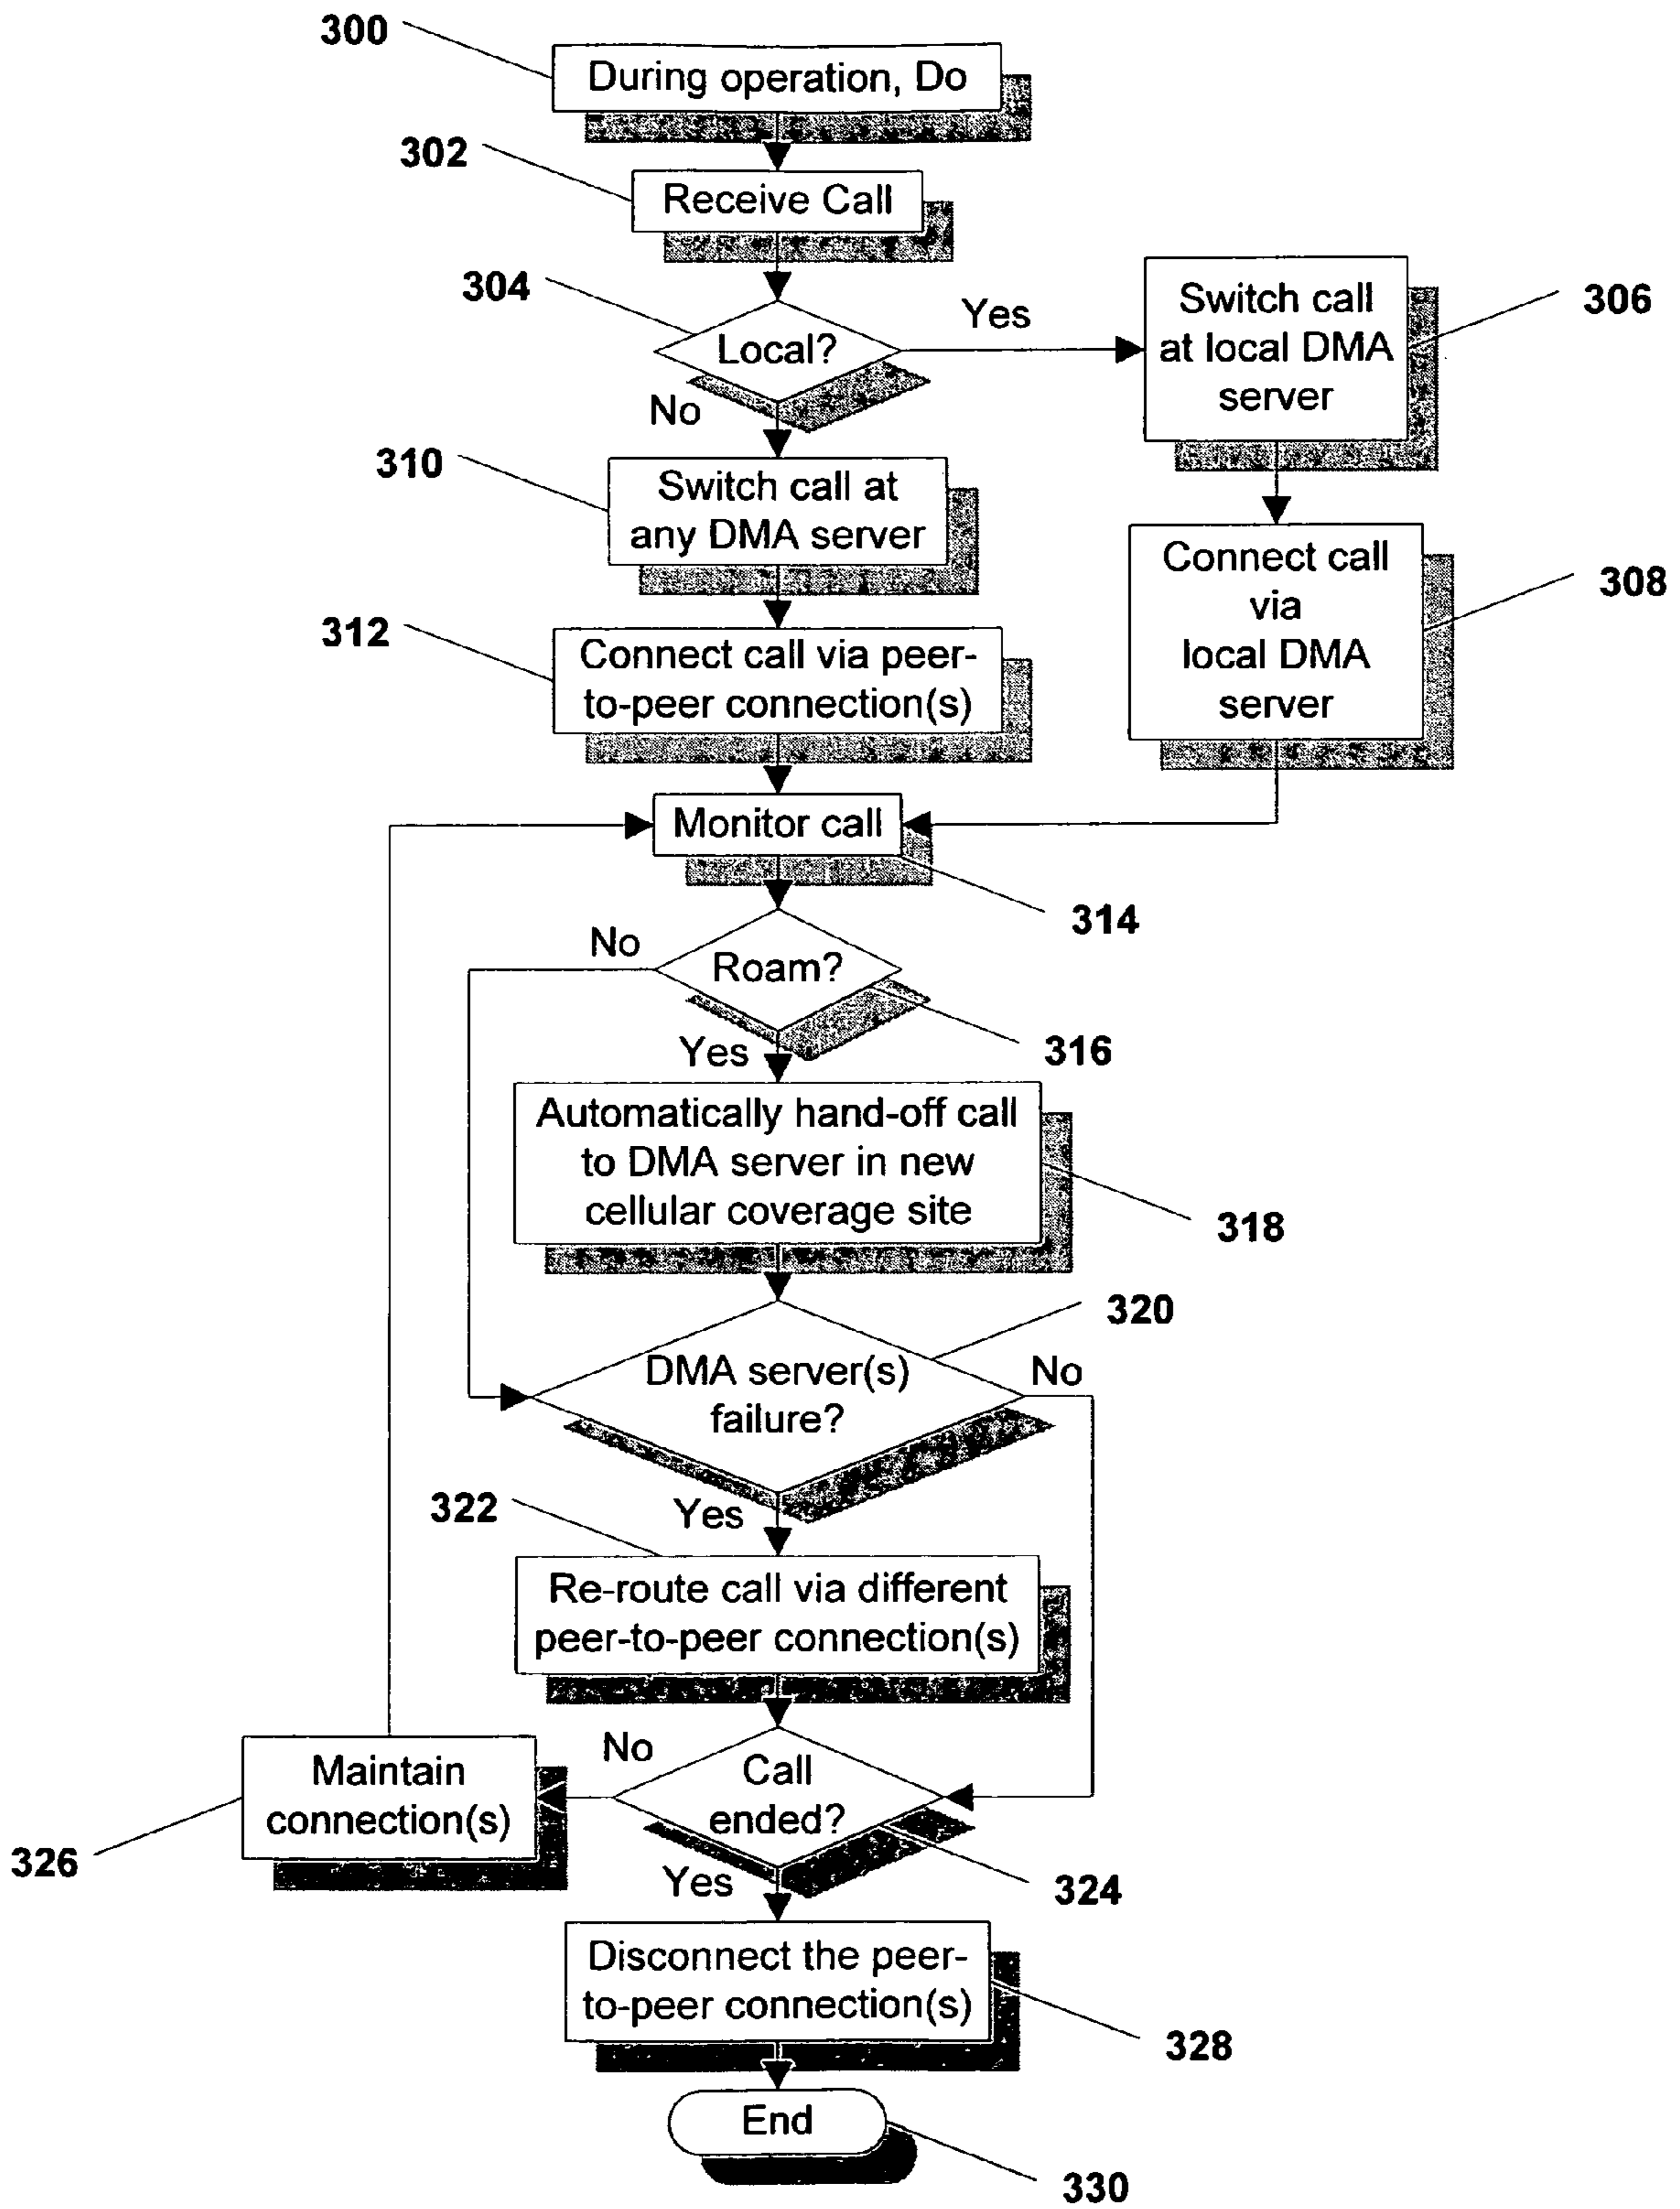 300
During operation, Do
302
Receive Call
304
Local?
Yes
No
Switch call
at local DMA
server
306
310
Switch call at
any DMA server
Connect call
via
local DMA
server
308
312
Connect call via peer-
to-peer connection(s)
Monitor call
314
No
Roam?
316
Yes
Automatically hand-off call
to DMA server in new
cellular coverage site
318
320
DMA server(s)
failure?
No
Yes
322
Re-route call via different
peer-to-peer connection(s)
No
Call
ended?
Maintain
connection(s)
326
324
Yes
Disconnect the peer-
to-peer connection(s)
328
End
330